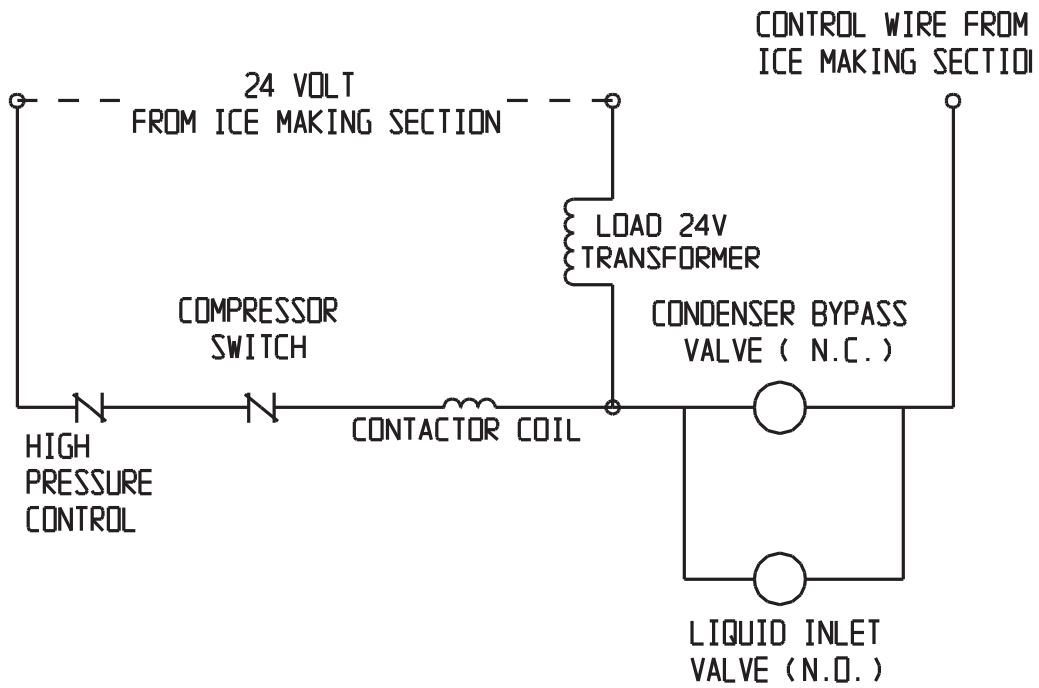 CONTROL WIRE FROM
ICE MAKING SECTION
24 VOLT
FROM ICE MAKING SECTION
LOAD 24V
TRANSFORMER
COMPRESSOR
SWITCH
CONDENSER BYPASS
VALVE ( N.C. )
CONTACTOR COIL
HIGH
PRESSURE
CONTROL
LIQUID INLET
VALVE (N.O. )